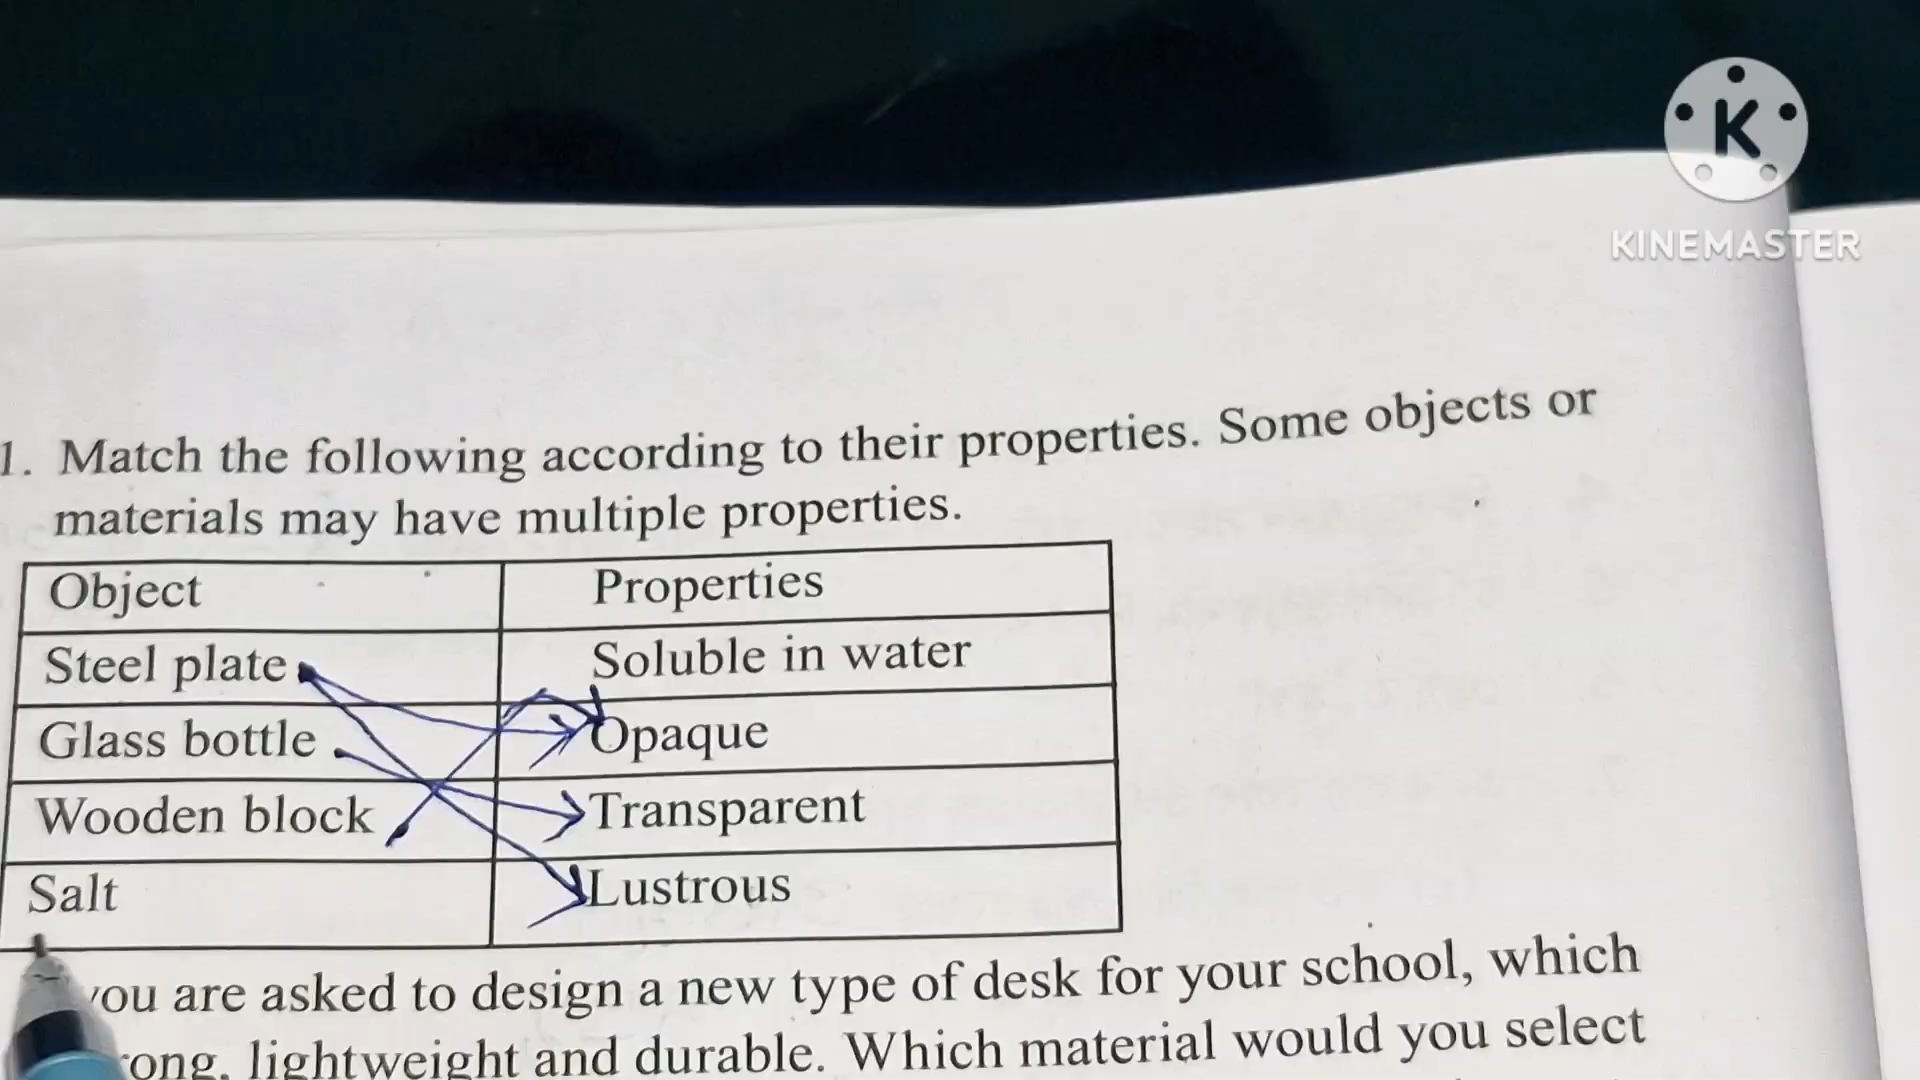 K
KINEMASTER
1. Match the following according to their properties. Some objects or
materials may have multiple properties.
Object Properties
Steel plate Soluble in water
Glass bottle Opaque
Wooden block Transparent
Salt Lustrous
you are asked to design a new type of desk for your school, which
lightweight and durable. Which material would you select